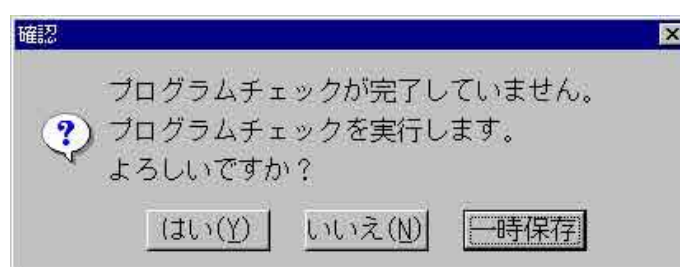 確認
プログラムチェックが完了していません。
プログラムチェックを実行します。
よろしいですか？
はい(Y) いいえ(N) 一時保存